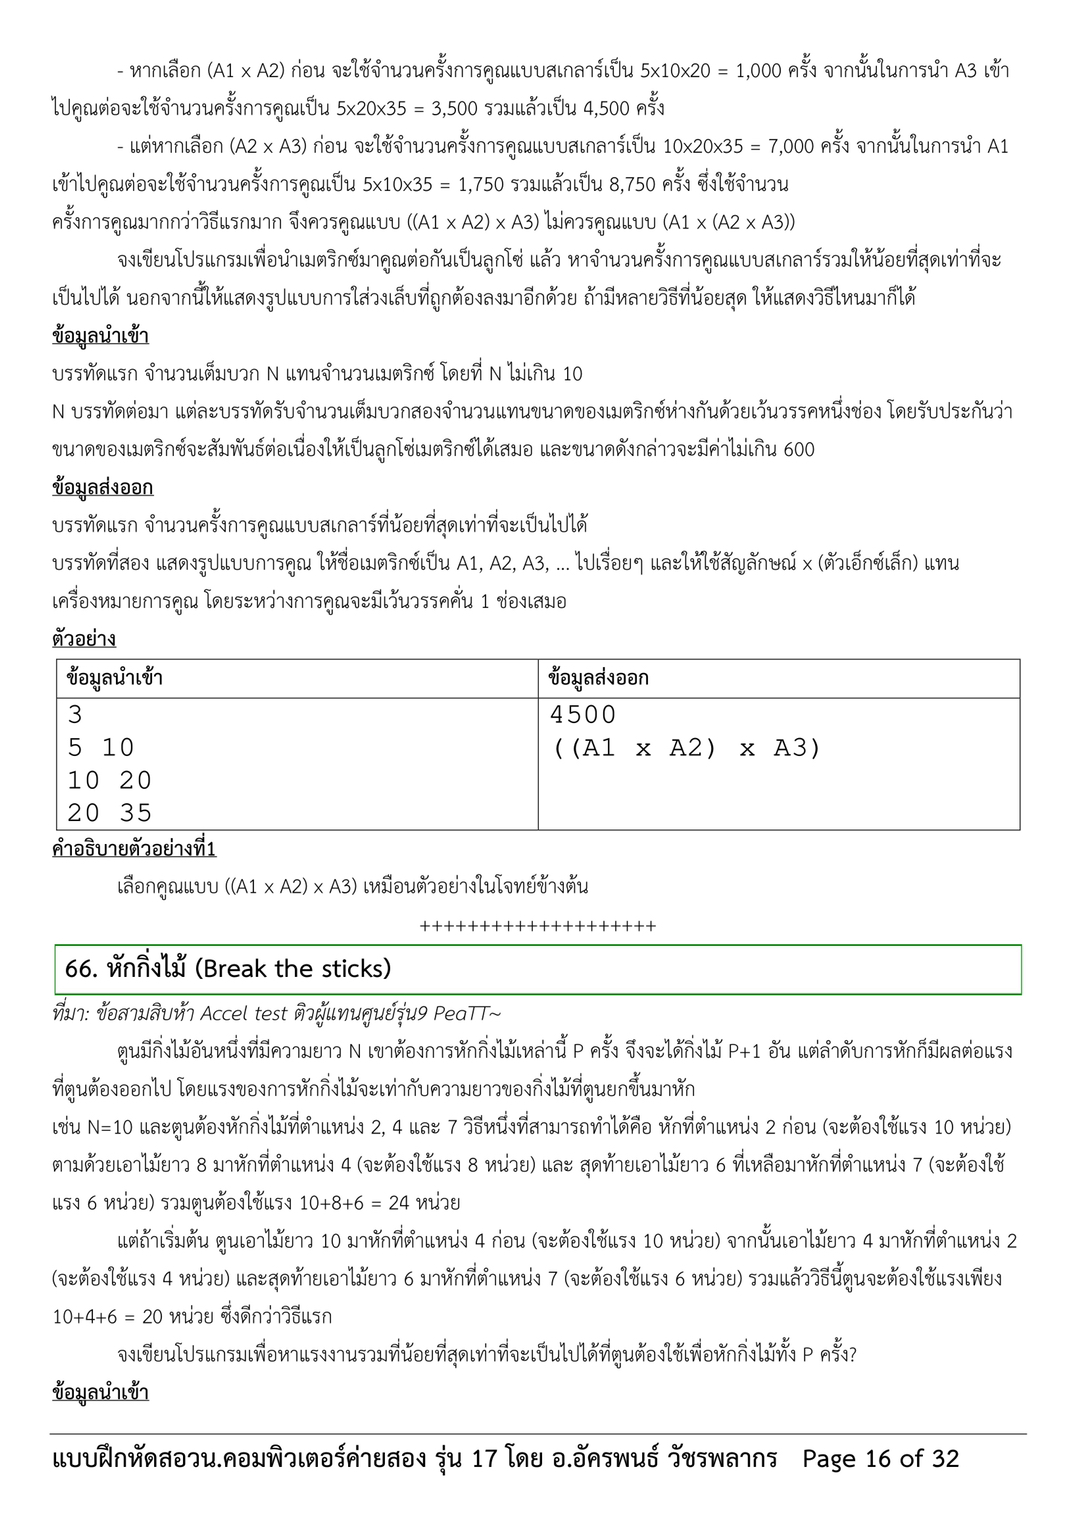 - หากเลือก (A1 x A2) ก่อน จะใช้จำนวนครั้งการคูณแบบสเกลาร์เป็น 5x10x20 = 1,000 ครั้ง จากนั้นในการนำ A3 เข้า
ไปคูณต่อจะใช้จำนวนครั้งการคูณเป็น 5x20x35 = 3,500 รวมแล้วเป็น 4,500 ครั้ง
- แต่หากเลือก (A2 x A3) ก่อน จะใช้จำนวนครั้งการคูณแบบสเกลาร์เป็น 10x20x35 = 7,000 ครั้ง จากนั้นในการนำ A1
เข้าไปคูณต่อจะใช้จำนวนครั้งการคูณเป็น 5x10x35 = 1,750 รวมแล้วเป็น 8,750 ครั้ง ซึ่งใช้จำนวน
ครั้งการคูณมากกว่าวิธีแรกมาก จึงควรคูณแบบ ((A1 x A2) x A3) ไม่ควรคูณแบบ (A1 x (A2 x A3))
จงเขียนโปรแกรมเพื่อนำเมตริกซ์มาคูณต่อกันเป็นลูกโซ่ แล้ว หาจำนวนครั้งการคูณแบบสเกลาร์รวมให้น้อยที่สุดเท่าที่จะ
เป็นไปได้ นอกจากนี้ให้แสดงรูปแบบการใส่วงเล็บที่ถูกต้องลงมาอีกด้วย ถ้ามีหลายวิธีที่น้อยสุด ให้แสดงวิธีไหนมาก็ได้
ข้อมูลนำเข้า
บรรทัดแรก จำนวนเต็มบวก N แทนจำนวนเมตริกซ์ โดยที่ N ไม่เกิน 10
N บรรทัดต่อมา แต่ละบรรทัดรับจำนวนเต็มบวกสองจำนวนแทนขนาดของเมตริกซ์ห่างกันด้วยเว้นวรรคหนึ่งช่อง โดยรับประกันว่า
ขนาดของเมตริกซ์จะสัมพันธ์ต่อเนื่องให้เป็นลูกโซ่เมตริกซ์ได้เสมอ และขนาดดังกล่าวจะมีค่าไม่เกิน 600
ข้อมูลส่งออก
บรรทัดแรก จำนวนครั้งการคูณแบบสเกลาร์ที่น้อยที่สุดเท่าที่จะเป็นไปได้
บรรทัดที่สอง แสดงรูปแบบการคูณ ให้ชื่อเมตริกซ์เป็น A1, A2, A3, ... ไปเรื่อยๆ และให้ใช้สัญลักษณ์ x (ตัวเอ็กซ์เล็ก) แทน
เครื่องหมายการคูณ โดยระหว่างการคูณจะมีเว้นวรรคคั่น 1 ช่องเสมอ
ตัวอย่าง
ข้อมูลนำเข้า ข้อมูลส่งออก
3 4500
5 10 ((A1 x A2) x A3)
10 20
20 35
คำอธิบายตัวอย่างที่1
เลือกคูณแบบ ((A1 x A2) x A3) เหมือนตัวอย่างในโจทย์ข้างต้น
++++++++++++++++++++
66. หักกิ่งไม้ (Break the sticks)
ที่มา: ข้อสามสิบห้า Accel test ติวผู้แทนศูนย์รุ่น9 PeaTT~
ตูนมีกิ่งไม้อันหนึ่งที่มีความยาว N เขาต้องการหักกิ่งไม้เหล่านี้ P ครั้ง จึงจะได้กิ่งไม้ P+1 อัน แต่ลำดับการหักก็มีผลต่อแรง
ที่ตูนต้องออกไป โดยแรงของการหักกิ่งไม้จะเท่ากับความยาวของกิ่งไม้ที่ตูนยกขึ้นมาหัก
เช่น N=10 และตูนต้องหักกิ่งไม้ที่ตำแหน่ง 2, 4 และ 7 วิธีหนึ่งที่สามารถทำได้คือ หักที่ตำแหน่ง 2 ก่อน (จะต้องใช้แรง 10 หน่วย)
ตามด้วยเอาไม้ยาว 8 มาหักที่ตำแหน่ง 4 (จะต้องใช้แรง 8 หน่วย) และ สุดท้ายเอาไม้ยาว 6 ที่เหลือมาหักที่ตำแหน่ง 7 (จะต้องใช้
แรง 6 หน่วย) รวมตูนต้องใช้แรง 10+8+6 = 24 หน่วย
แต่ถ้าเริ่มต้น ตูนเอาไม้ยาว 10 มาหักที่ตำแหน่ง 4 ก่อน (จะต้องใช้แรง 10 หน่วย) จากนั้นเอาไม้ยาว 4 มาหักที่ตำแหน่ง 2
(จะต้องใช้แรง 4 หน่วย) และสุดท้ายเอาไม้ยาว 6 มาหักที่ตำแหน่ง 7 (จะต้องใช้แรง 6 หน่วย) รวมแล้ววิธีนี้ตูนจะต้องใช้แรงเพียง
10+4+6 = 20 หน่วย ซึ่งดีกว่าวิธีแรก
จงเขียนโปรแกรมเพื่อหาแรงงานรวมที่น้อยที่สุดเท่าที่จะเป็นไปได้ที่ตูนต้องใช้เพื่อหักกิ่งไม้ทั้ง P ครั้ง?
ข้อมูลนำเข้า
แบบฝึกหัดสอวน.คอมพิวเตอร์ค่ายสอง รุ่น 17 โดย อ.อัครพนธ์ วัชรพลากร Page 16 of 32